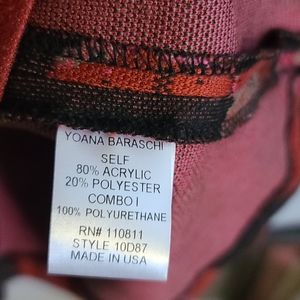 YOANA BARASCHI
SELF
80% ACRYLIC
20% POLYESTER
COMBO I
100% POLYURETHANE
RN# 110811
STYLE 10D87
MADE IN USA